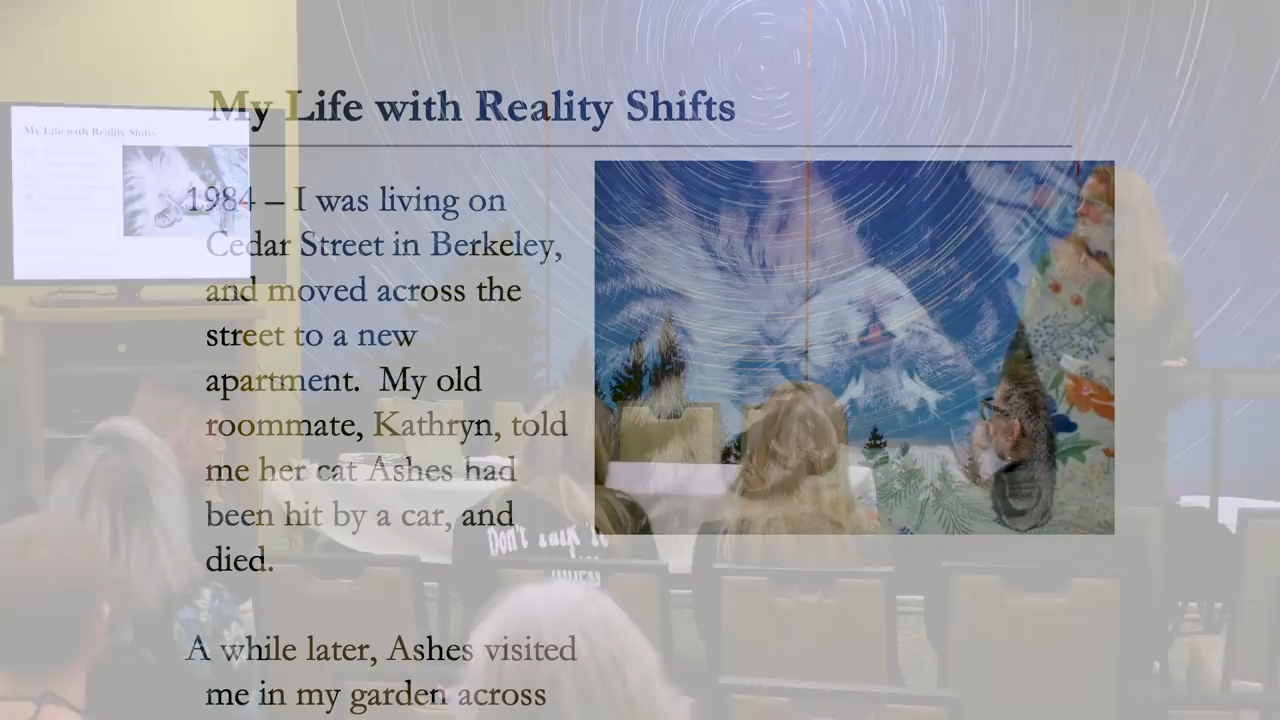 My Life with Reality Shifts
My Life with Reality Shifts
1984 – I was living on
Cedar Street in Berkeley,
and moved across the
street to a new
apartment. My old
roommate, Kathryn, told
me her cat Ashes had
been hit by a car, and
died.
A while later, Ashes visited
me in my garden across
Don't